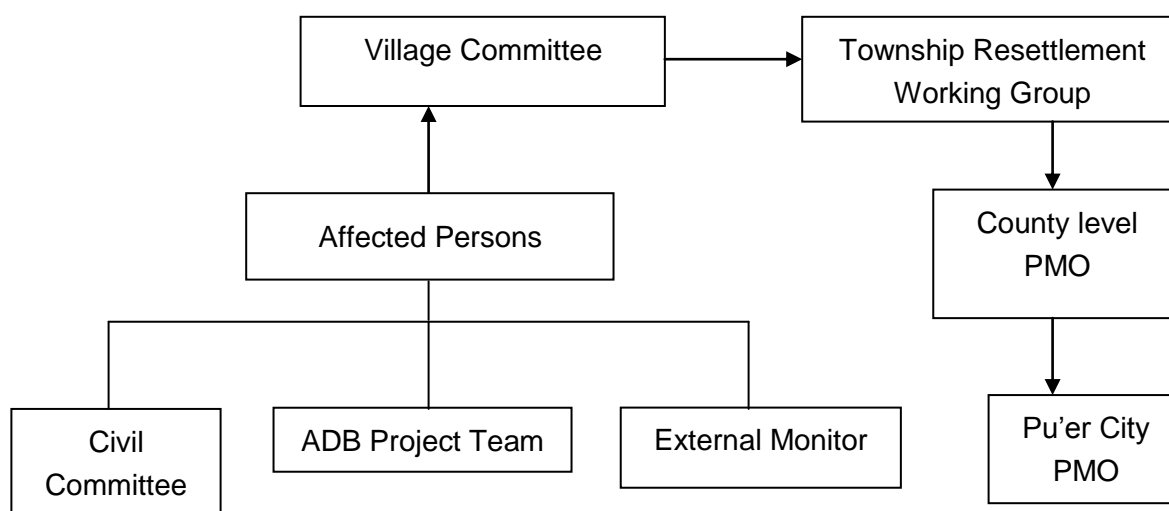 Village Committee
Township Resettlement
Working Group
Affected Persons
County level
PMO
Civil
Committee
ADB Project Team
External Monitor
Pu’er City
PMO